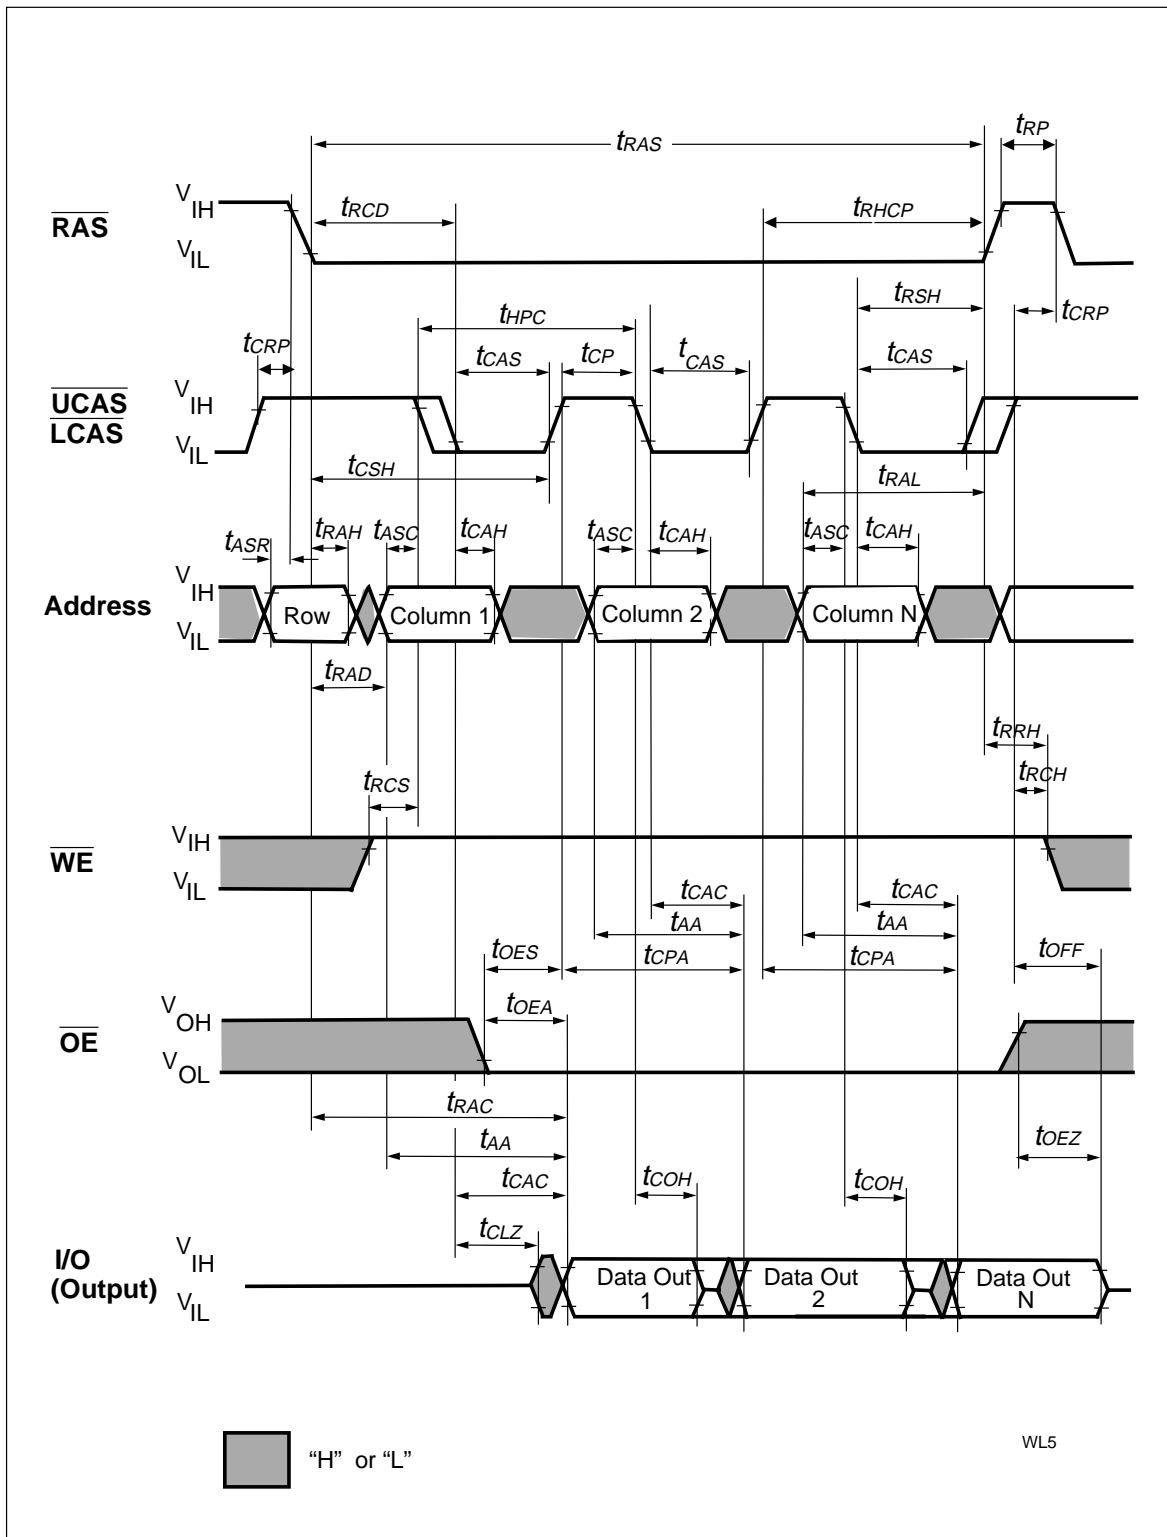 tRP
tRAS
VIH
RAS
tRCD
tRHCP
VIL
tRSH
tHPC
tCRP
tCRP
tCAS
tCP
tCAS
tCAS
UCAS
LCAS
VIH
VIL
tCSH
tRAL
tASR
tRAH
tASC
tCAH
tASC
tCAH
tASC
tCAH
VIH
Address
Row
Column 1
Column 2
Column N
VIL
tRAD
tRRH
tRCS
tRCH
VIH
WE
VIL
tCAC
tCAC
tAA
tAA
tOES
tCPA
tCPA
tOFF
tOEA
VOH
OE
VOL
tRAC
tAA
tOEZ
tCAC
tCOH
tCOH
tCLZ
I/O
(Output)
VIH
VIL
Data Out
1
Data Out
2
Data Out
N
“H” or “L”
WL5